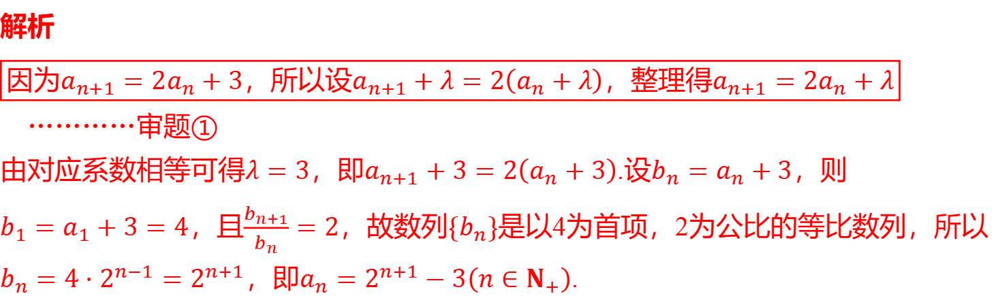 解析
因为$a_{n+1} = 2a_n + 3$，所以设$a_{n+1} + \lambda = 2(a_n + \lambda)$，整理得$a_{n+1} = 2a_n + \lambda$
…………审题①
由对应系数相等可得$\lambda = 3$，即$a_{n+1} + 3 = 2(a_n + 3)$.设$b_n = a_n + 3$，则
$b_1 = a_1 + 3 = 4$，且$\frac{b_{n+1}}{b_n} = 2$，故数列$\{b_n\}$是以4为首项，2为公比的等比数列，所以
$b_n = 4 \cdot 2^{n-1} = 2^{n+1}$，即$a_n = 2^{n+1} - 3(n \in \mathbf{N}_+)$.